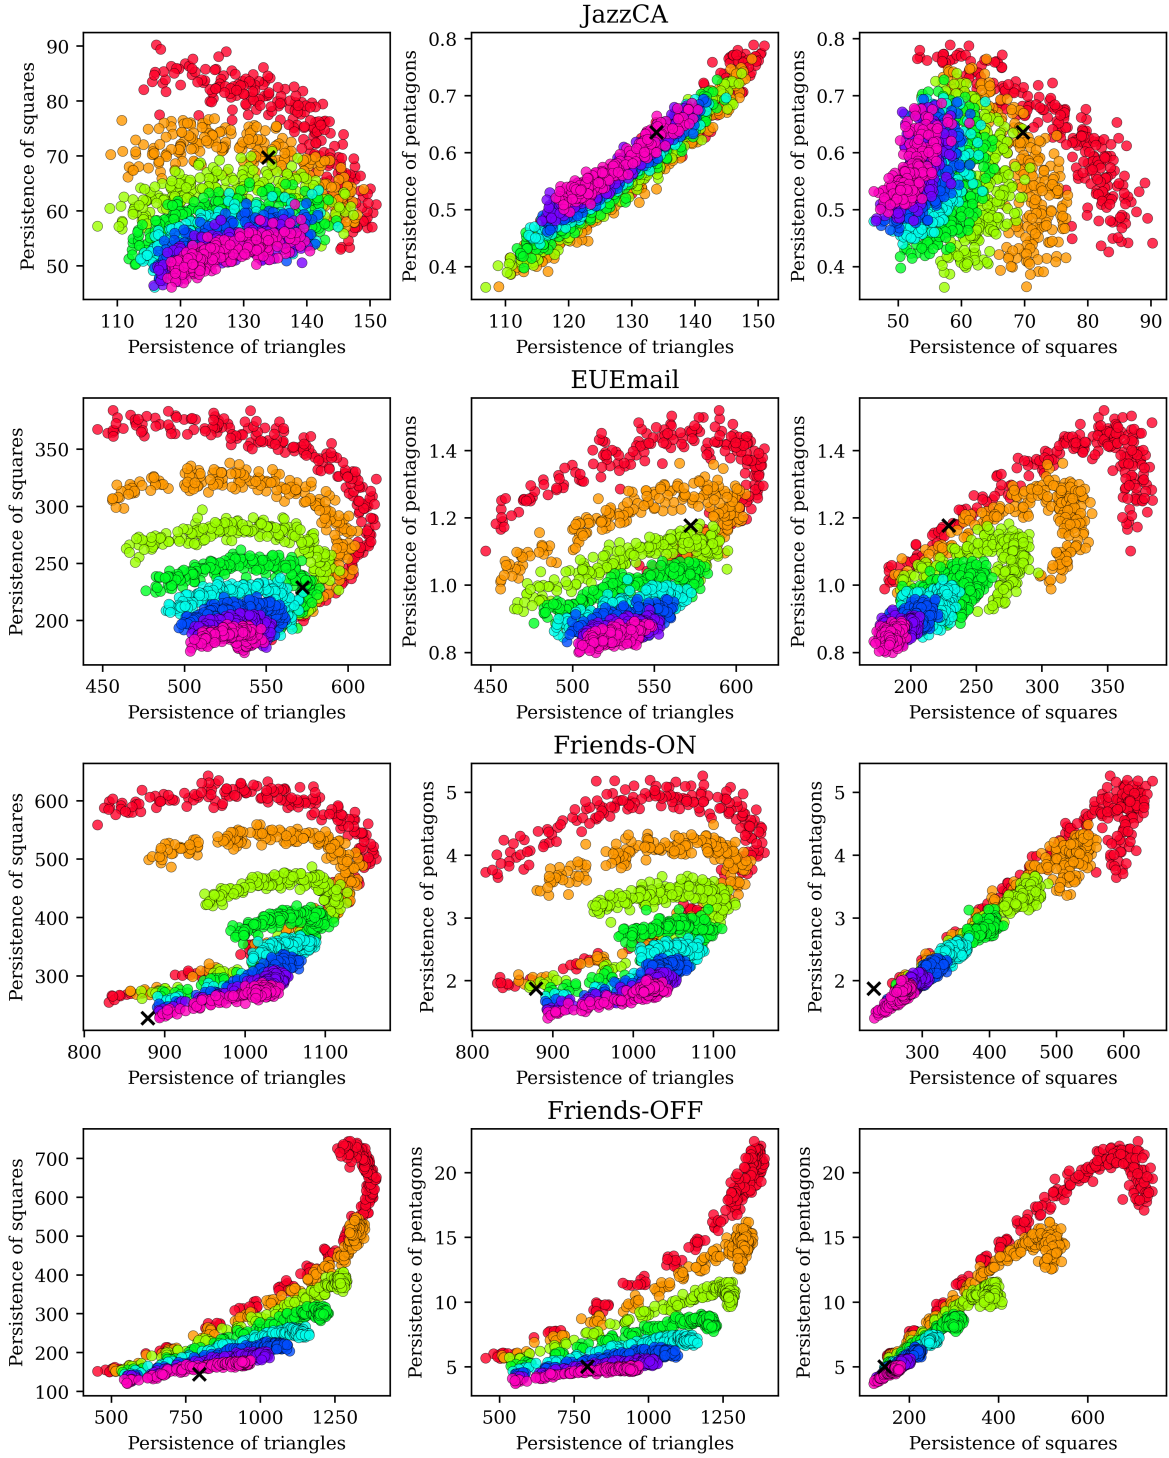 JazzCA
Persistence of squares
90
80
70
60
50
110 120 130 140 150
Persistence of triangles
Persistence of pentagons
0.8
0.7
0.6
0.5
0.4
110 120 130 140 150
Persistence of triangles
Persistence of pentagons
0.8
0.7
0.6
0.5
0.4
50 60 70 80 90
Persistence of squares
EUEmail
Persistence of squares
350
300
250
200
450 500 550 600
Persistence of triangles
Persistence of pentagons
1.4
1.2
1.0
0.8
450 500 550 600
Persistence of triangles
Persistence of pentagons
1.4
1.2
1.0
0.8
200 250 300 350
Persistence of squares
Friends-ON
Persistence of squares
600
500
400
300
800 900 1000 1100
Persistence of triangles
Persistence of pentagons
5
4
3
2
800 900 1000 1100
Persistence of triangles
Persistence of pentagons
5
4
3
2
300 400 500 600
Persistence of squares
Friends-OFF
Persistence of squares
700
600
500
400
300
200
100
500 750 1000 1250
Persistence of triangles
Persistence of pentagons
20
15
10
5
500 750 1000 1250
Persistence of triangles
Persistence of pentagons
20
15
10
5
200 400 600
Persistence of squares